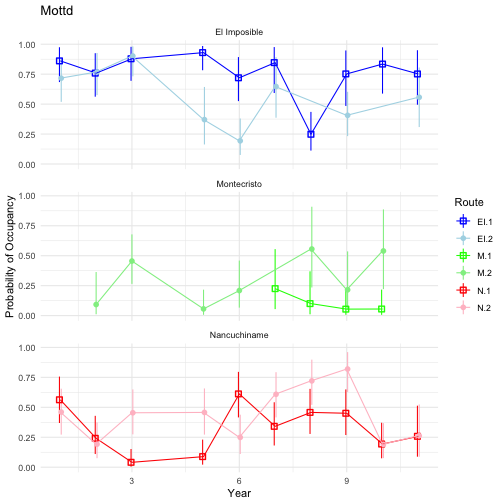 Mottd
El Imposible
1.00
0.75
0.50
0.25
0.00
Montecristo
1.00
0.75
0.50
0.25
0.00
Nancuchiname
1.00
0.75
0.50
0.25
0.00
3
6
9
Year
Probability of Occupancy
Route
EI.1
EI.2
M.1
M.2
N.1
N.2